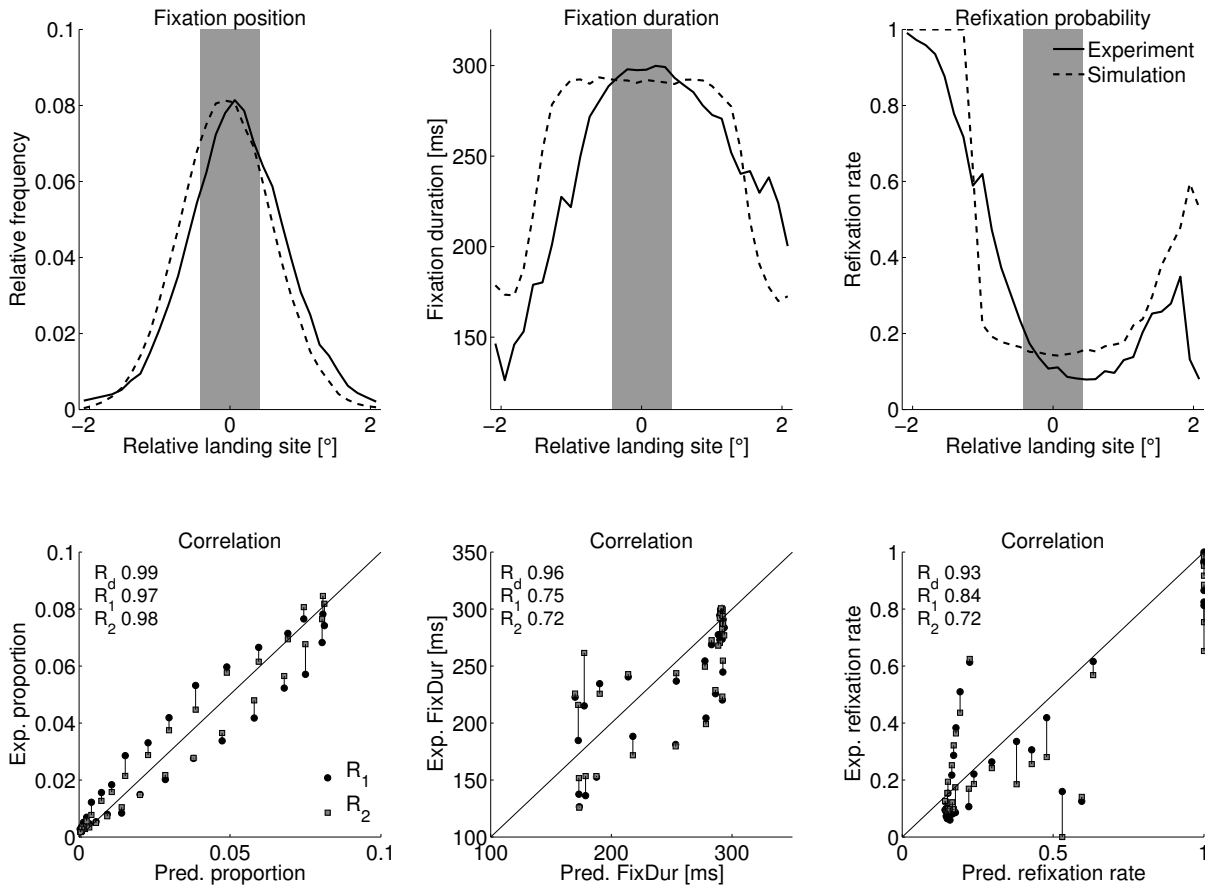 Fixation position
Relative frequency
0.1
0.08
0.06
0.04
0.02
0
−2
0
2
Relative landing site [°]
Fixation duration
Fixation duration [ms]
300
250
200
150
−2
0
2
Relative landing site [°]
Refixation probability
Experiment
Simulation
Refixation rate
1
0.8
0.6
0.4
0.2
0
−2
0
2
Relative landing site [°]
Correlation
R_d 0.99
R_1 0.97
R_2 0.98
Exp. proportion
0.1
0.08
0.06
0.04
0.02
0
R_1
R_2
0
0.05
0.1
Pred. proportion
Correlation
R_d 0.96
R_1 0.75
R_2 0.72
Exp. FixDur [ms]
350
300
250
200
150
100
100
200
300
Pred. FixDur [ms]
Correlation
R_d 0.93
R_1 0.84
R_2 0.72
Exp. refixation rate
1
0.8
0.6
0.4
0.2
0
0
0.5
1
Pred. refixation rate